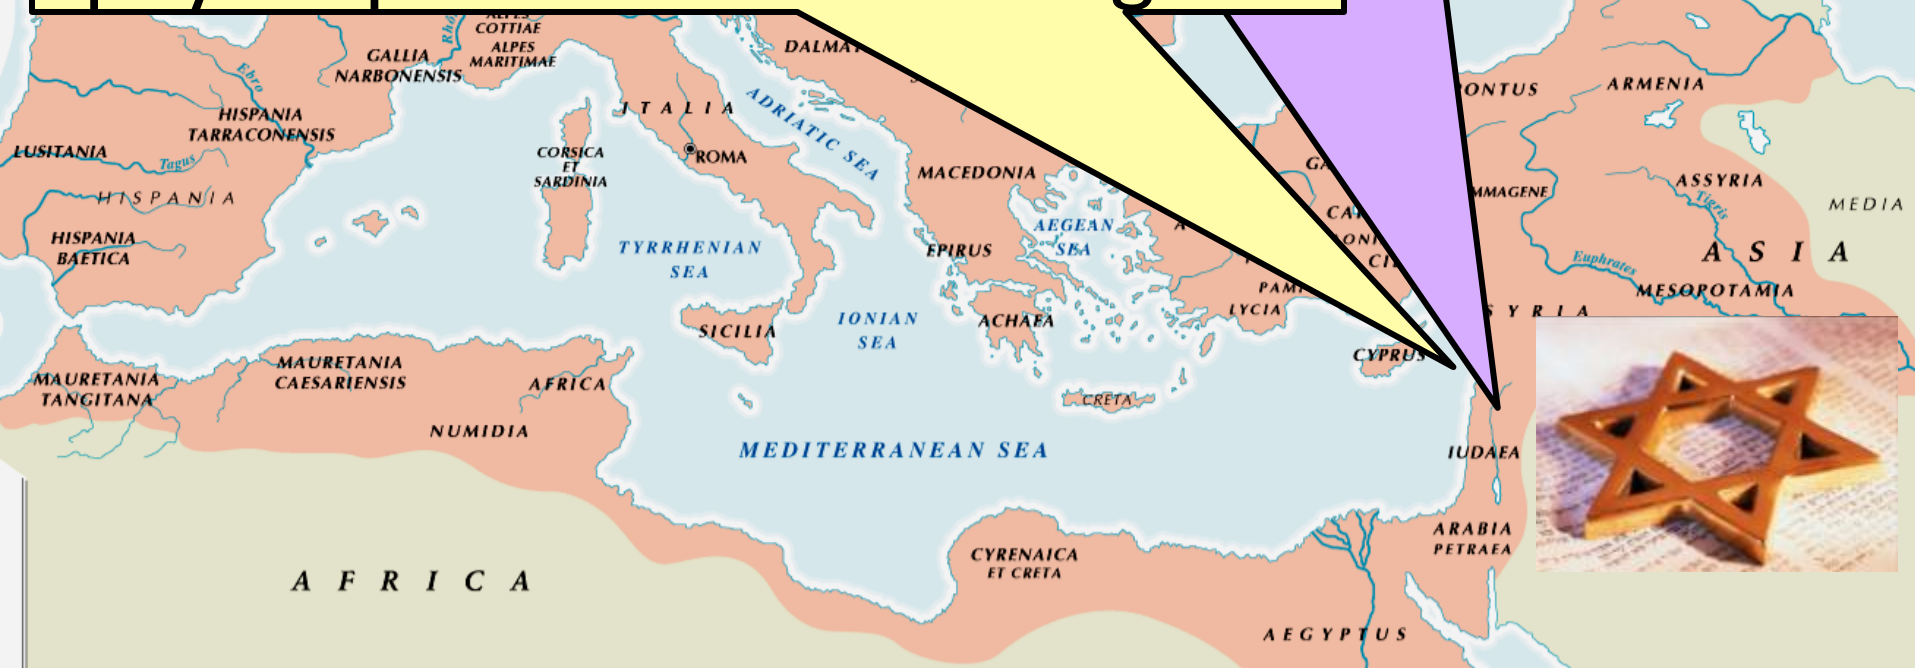 ALPES
COTTIAE
ALPES
MARITIMAE
GALLIA
NARBONENSIS
DALMAT
PONTUS
ARMENIA
Ebro
HISPANIA
TARRACONENSIS
ITALIA
ADRIATIC SEA
LUSITANIA
Tagus
CORSICA
ET
SARDINIA
ROMA
MACEDONIA
ASSYRIA
Tigris
HISPANIA
MEDIA
HISPANIA
BAETICA
TYRRHENIAN
SEA
EPIRUS
AEGEAN
SEA
ASIA
Euphrates
MESOPOTAMIA
LYCIA
SYRIA
IONIAN
SEA
ACHAEA
SICILIA
CYPRUS
MAURETANIA
CAESARIENSIS
MAURETANIA
TANGITANA
AFRICA
CRETA
NUMIDIA
MEDITERRANEAN SEA
IUDAEA
ARABIA
PETRAEA
CYRENAICA
ET CRETA
AFRICA
AEGYPTUS